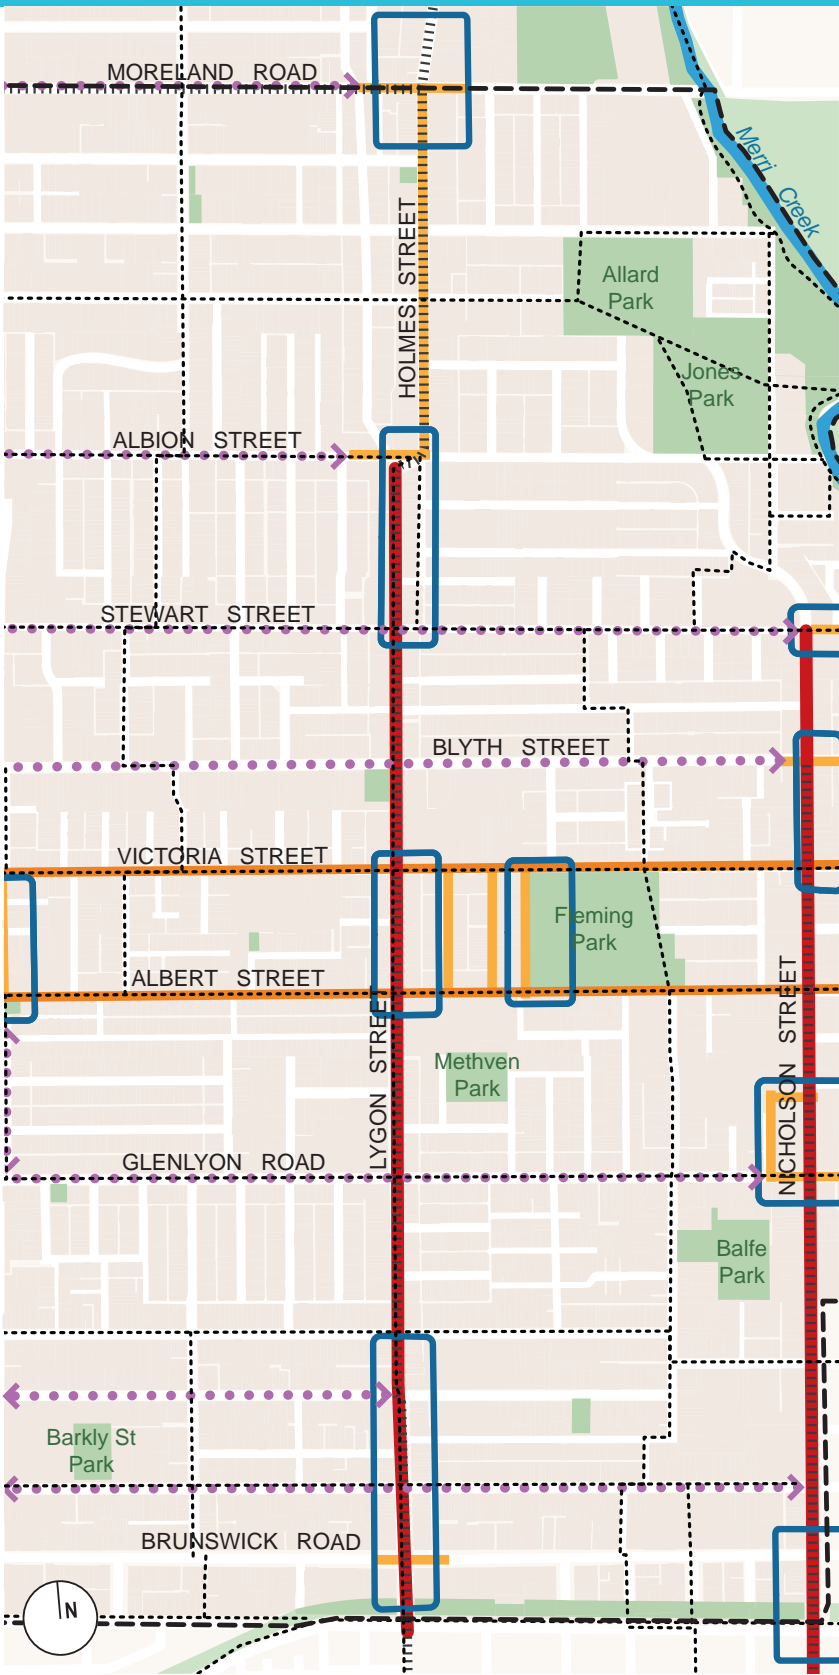 MORELAND ROAD
Merri Creek
HOLMES STREET
Allard
Park
Jones
Park
ALBION STREET
STEWART STREET
BLYTH STREET
VICTORIA STREET
Fleming
Park
ALBERT STREET
LYGON STREET
NICHOLSON STREET
Methven
Park
GLENLYON ROAD
Balfe
Park
Barkly St
Park
BRUNSWICK ROAD
N